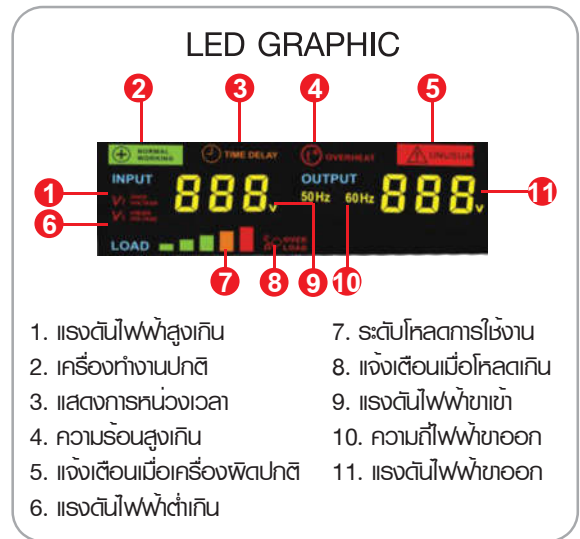 LED GRAPHIC
2 3 4 5
NORMAL WORKING TIME DELAY OVERHEAT UNUSUAL
INPUT 888v OUTPUT 50Hz 60Hz 888v
1 OVER VOLTAGE 11
6 UNDER VOLTAGE
LOAD OVER LOAD
7 8 9 10
1. แรงดันไฟฟ้าสูงเกิน
2. เครื่องทำงานปกติ
3. แสดงการหน่วงเวลา
4. ความร้อนสูงเกิน
5. แจ้งเตือนเมื่อเครื่องผิดปกติ
6. แรงดันไฟฟ้าต่ำเกิน
7. ระดับโหลดการใช้งาน
8. แจ้งเตือนเมื่อโหลดเกิน
9. แรงดันไฟฟ้าขาเข้า
10. ความถี่ไฟฟ้าขาออก
11. แรงดันไฟฟ้าขาออก